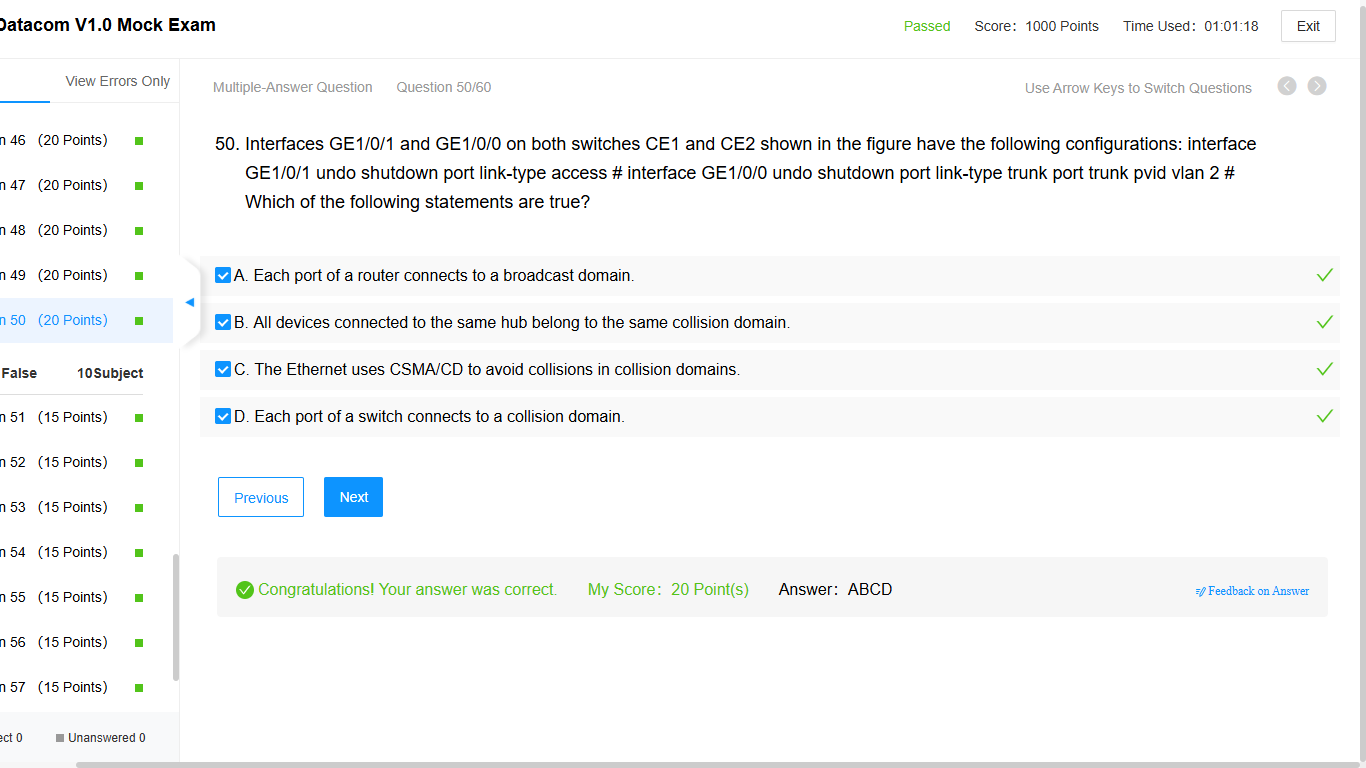 Datacom V1.0 Mock Exam
Passed Score： 1000 Points Time Used： 01:01:18 Exit
View Errors Only
Multiple-Answer Question Question 50/60 Use Arrow Keys to Switch Questions
n 46 (20 Points)
n 47 (20 Points)
n 48 (20 Points)
n 49 (20 Points)
n 50 (20 Points)
False 10Subject
n 51 (15 Points)
n 52 (15 Points)
n 53 (15 Points)
n 54 (15 Points)
n 55 (15 Points)
n 56 (15 Points)
n 57 (15 Points)
ect 0 Unanswered 0
50. Interfaces GE1/0/1 and GE1/0/0 on both switches CE1 and CE2 shown in the figure have the following configurations: interface
GE1/0/1 undo shutdown port link-type access # interface GE1/0/0 undo shutdown port link-type trunk port trunk pvid vlan 2 #
Which of the following statements are true?
A. Each port of a router connects to a broadcast domain.
B. All devices connected to the same hub belong to the same collision domain.
C. The Ethernet uses CSMA/CD to avoid collisions in collision domains.
D. Each port of a switch connects to a collision domain.
Previous Next
Congratulations! Your answer was correct. My Score： 20 Point(s) Answer： ABCD Feedback on Answer